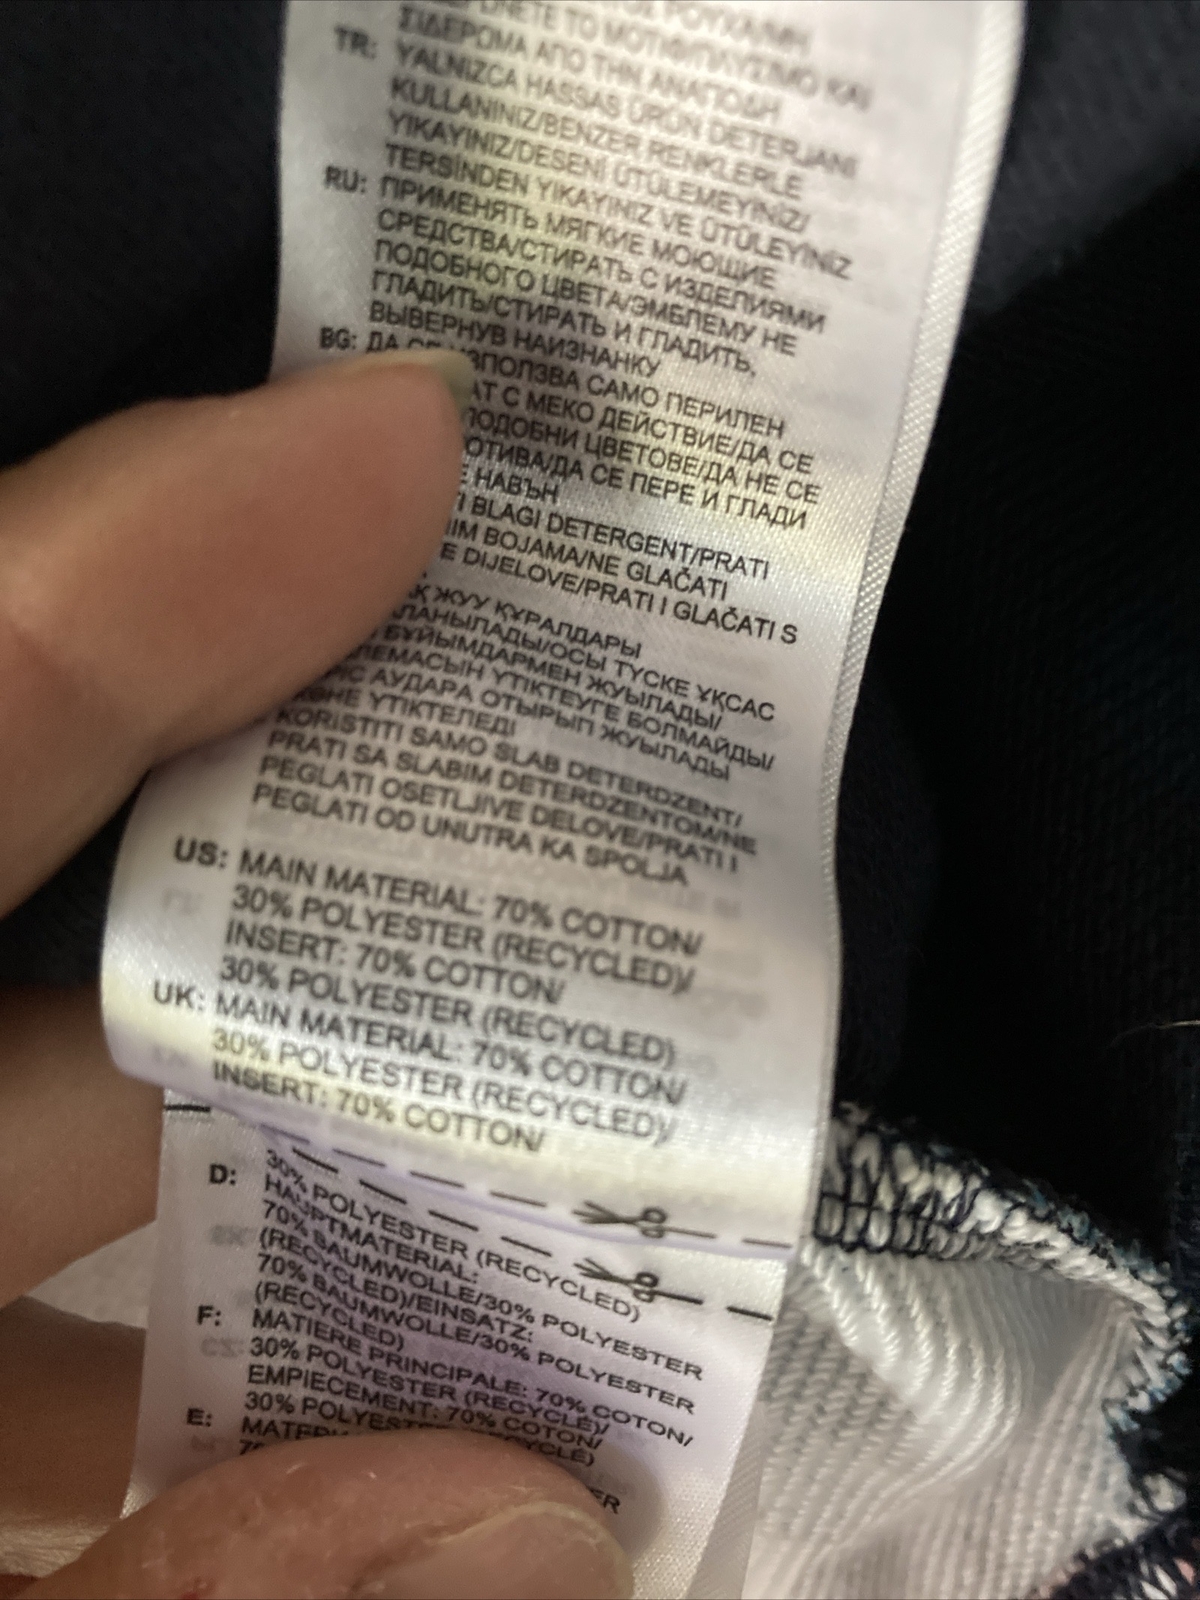 ΣΙΔΕΡΟΜΑ ΑΠΟ ΤΗΝ ΑΝΑΠΟΔΗ
TR: YALNIZCA HASSAS ÜRÜN DETERJANI
KULLANINIZ/BENZER RENKLERLE
YIKAYINIZ/DESENİ ÜTÜLEMEYİNİZ/
TERSİNDEN YIKAYINIZ VE ÜTÜLEYİNİZ
RU: ПРИМЕНЯТЬ МЯГКИЕ МОЮЩИЕ
СРЕДСТВА/СТИРАТЬ С ИЗДЕЛИЯМИ
ПОДОБНОГО ЦВЕТА/ЭМБЛЕМУ НЕ
ГЛАДИТЬ/СТИРАТЬ И ГЛАДИТЬ,
ВЫВЕРНУВ НАИЗНАНКУ
BG: ДА САМО ПЕРИЛЕН
С МЕКО ДЕЙСТВИЕ/ДА СЕ
ЦВЕТОВЕ/ДА НЕ СЕ
СЕ ПЕРЕ И ГЛАДИ
НАВЪН
BLAGI DETERGENT/PRATI
BOJAMA/NE GLAČATI
DIJELOVE/PRATI I GLAČATI S
ЖУУ ҚҰРАЛДАРЫ
ТҮСКЕ ҰҚСАС
БҰЙЫМДАРМЕН ЖУЫЛАДЫ/
ҮТІКТЕУГЕ БОЛМАЙДЫ/
АУДАРА ОТЫРЫП ЖУЫЛАДЫ
ҮТІКТЕЛЕДІ
KORISTITI SAMO SLAB DETERDZENT/
PRATI SA SLABIM DETERDZENTOM/NE
PEGLATI OSETLJIVE DELOVE/PRATI I
PEGLATI OD UNUTRA KA SPOLJA
US: MAIN MATERIAL: 70% COTTON/
30% POLYESTER (RECYCLED)/
INSERT: 70% COTTON/
30% POLYESTER (RECYCLED)
UK: MAIN MATERIAL: 70% COTTON/
30% POLYESTER (RECYCLED)/
INSERT: 70% COTTON/
30% POLYESTER (RECYCLED)
D: HAUPTMATERIAL:
70% BAUMWOLLE/30% POLYESTER
(RECYCLED)/EINSATZ:
70% BAUMWOLLE/30% POLYESTER
(RECYCLED)
F: MATIERE PRINCIPALE: 70% COTON/
30% POLYESTER (RECYCLÉ)/
EMPIECEMENT: 70% COTON/
30% POLYESTER
E: